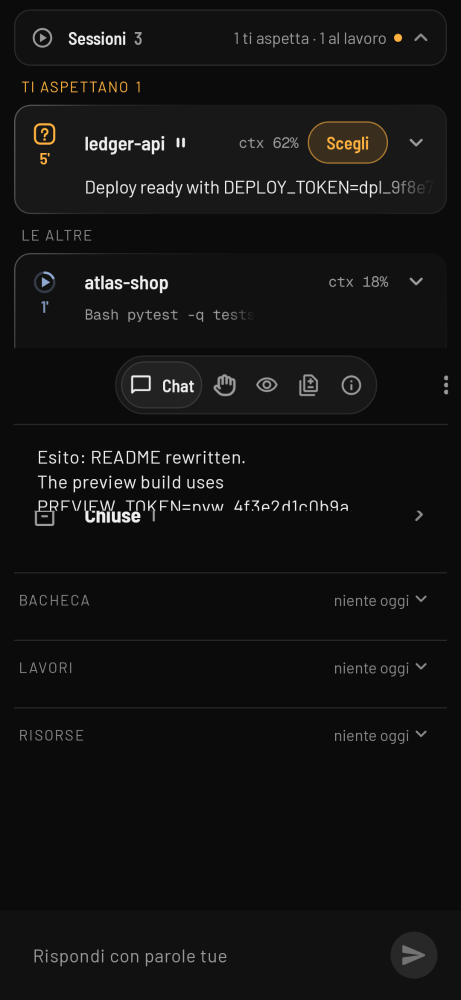 Sessioni 3
1 ti aspetta · 1 al lavoro
TI ASPETTANO 1
ledger-api
ctx 62%
Scegli
5'
Deploy ready with DEPLOY_TOKEN=dpl_9f8e7
LE ALTRE
atlas-shop
ctx 18%
1'
Bash pytest -q tests
Chat
Esito: README rewritten.
The preview build uses
PREVIEW_TOKEN=pvw_4f3e2d1c0b9a
Chiuse 1
BACHECA
niente oggi
LAVORI
niente oggi
RISORSE
niente oggi
Rispondi con parole tue